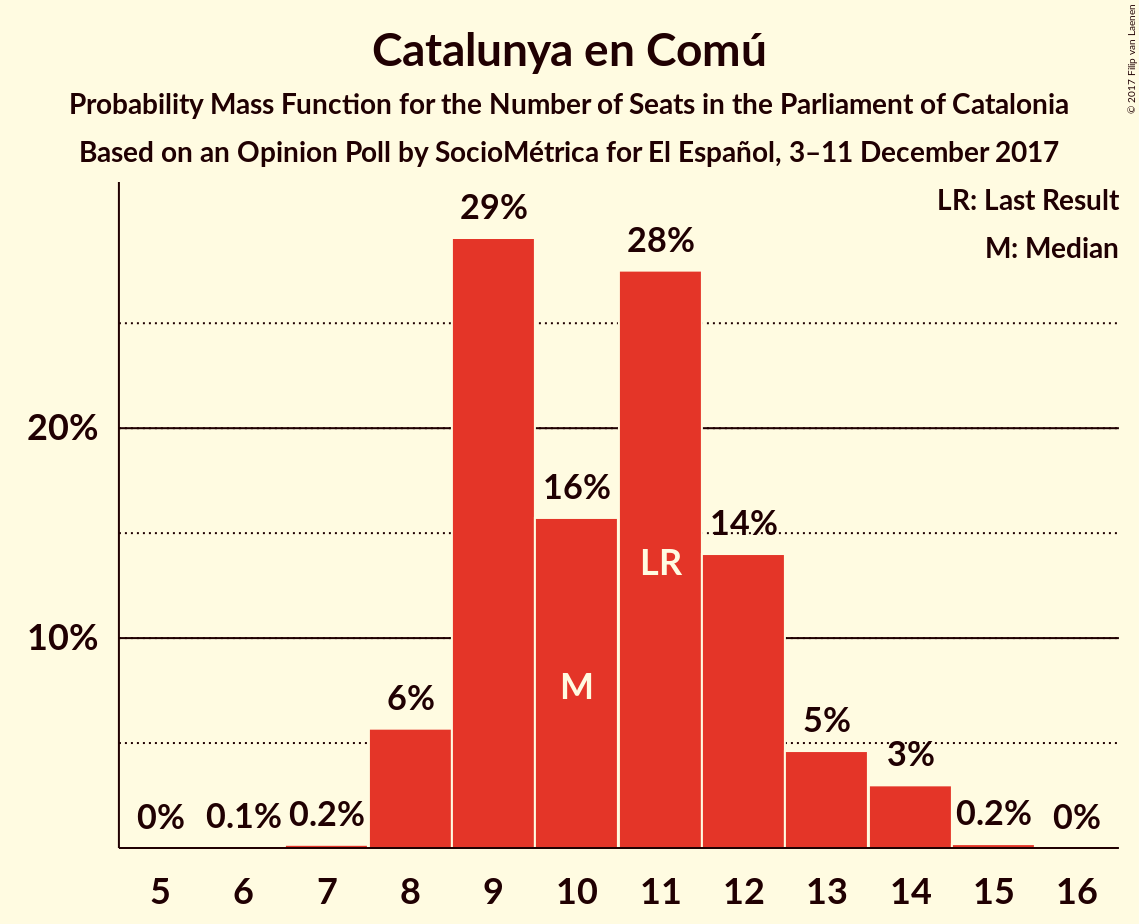 Catalunya en Comú
Probability Mass Function for the Number of Seats in the Parliament of Catalonia
Based on an Opinion Poll by SocioMétrica for El Español, 3–11 December 2017
© 2017 Filip van Laenen
LR: Last Result
M: Median
20%
10%
0% 0.1% 0.2% 6% 29% 16% 28% 14% 5% 3% 0.2% 0%
LR
M
5 6 7 8 9 10 11 12 13 14 15 16